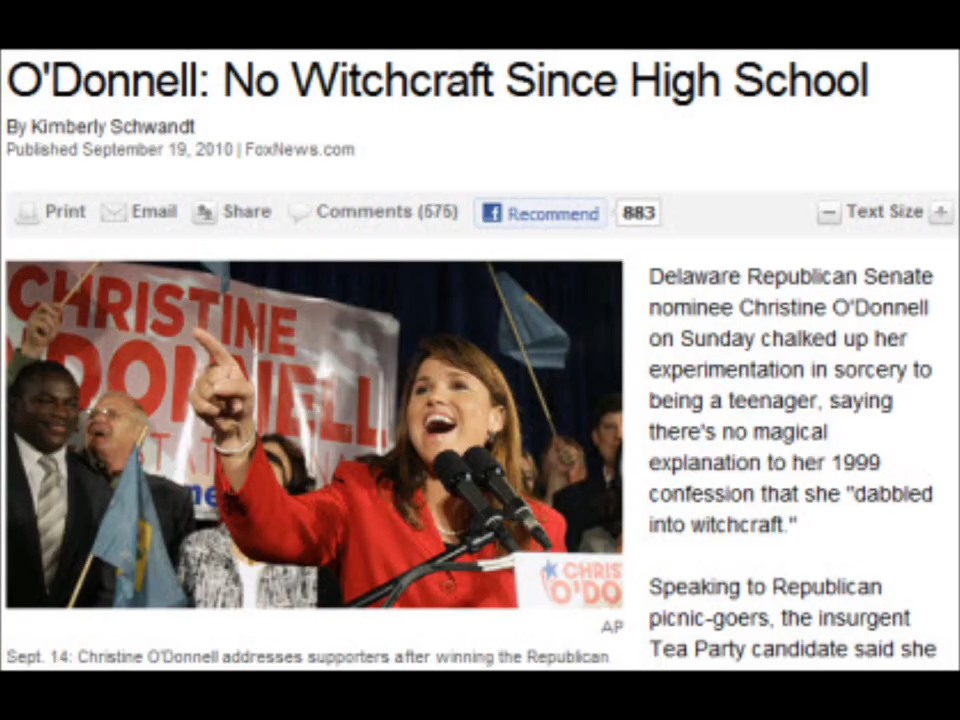 O'Donnell: No Witchcraft Since High School
By Kimberly Schwandt
Published September 19, 2010 | FoxNews.com
Print Email Share Comments (575) Recommend 883 Text Size
CHRISTINE
O'DONNELL
Delaware Republican Senate
nominee Christine O'Donnell
on Sunday chalked up her
experimentation in sorcery to
being a teenager, saying
there's no magical
explanation to her 1999
confession that she "dabbled
into witchcraft."
Speaking to Republican
picnic-goers, the insurgent
Tea Party candidate said she
CHRIS
O'DO
AP
Sept. 14: Christine O'Donnell addresses supporters after winning the Republican